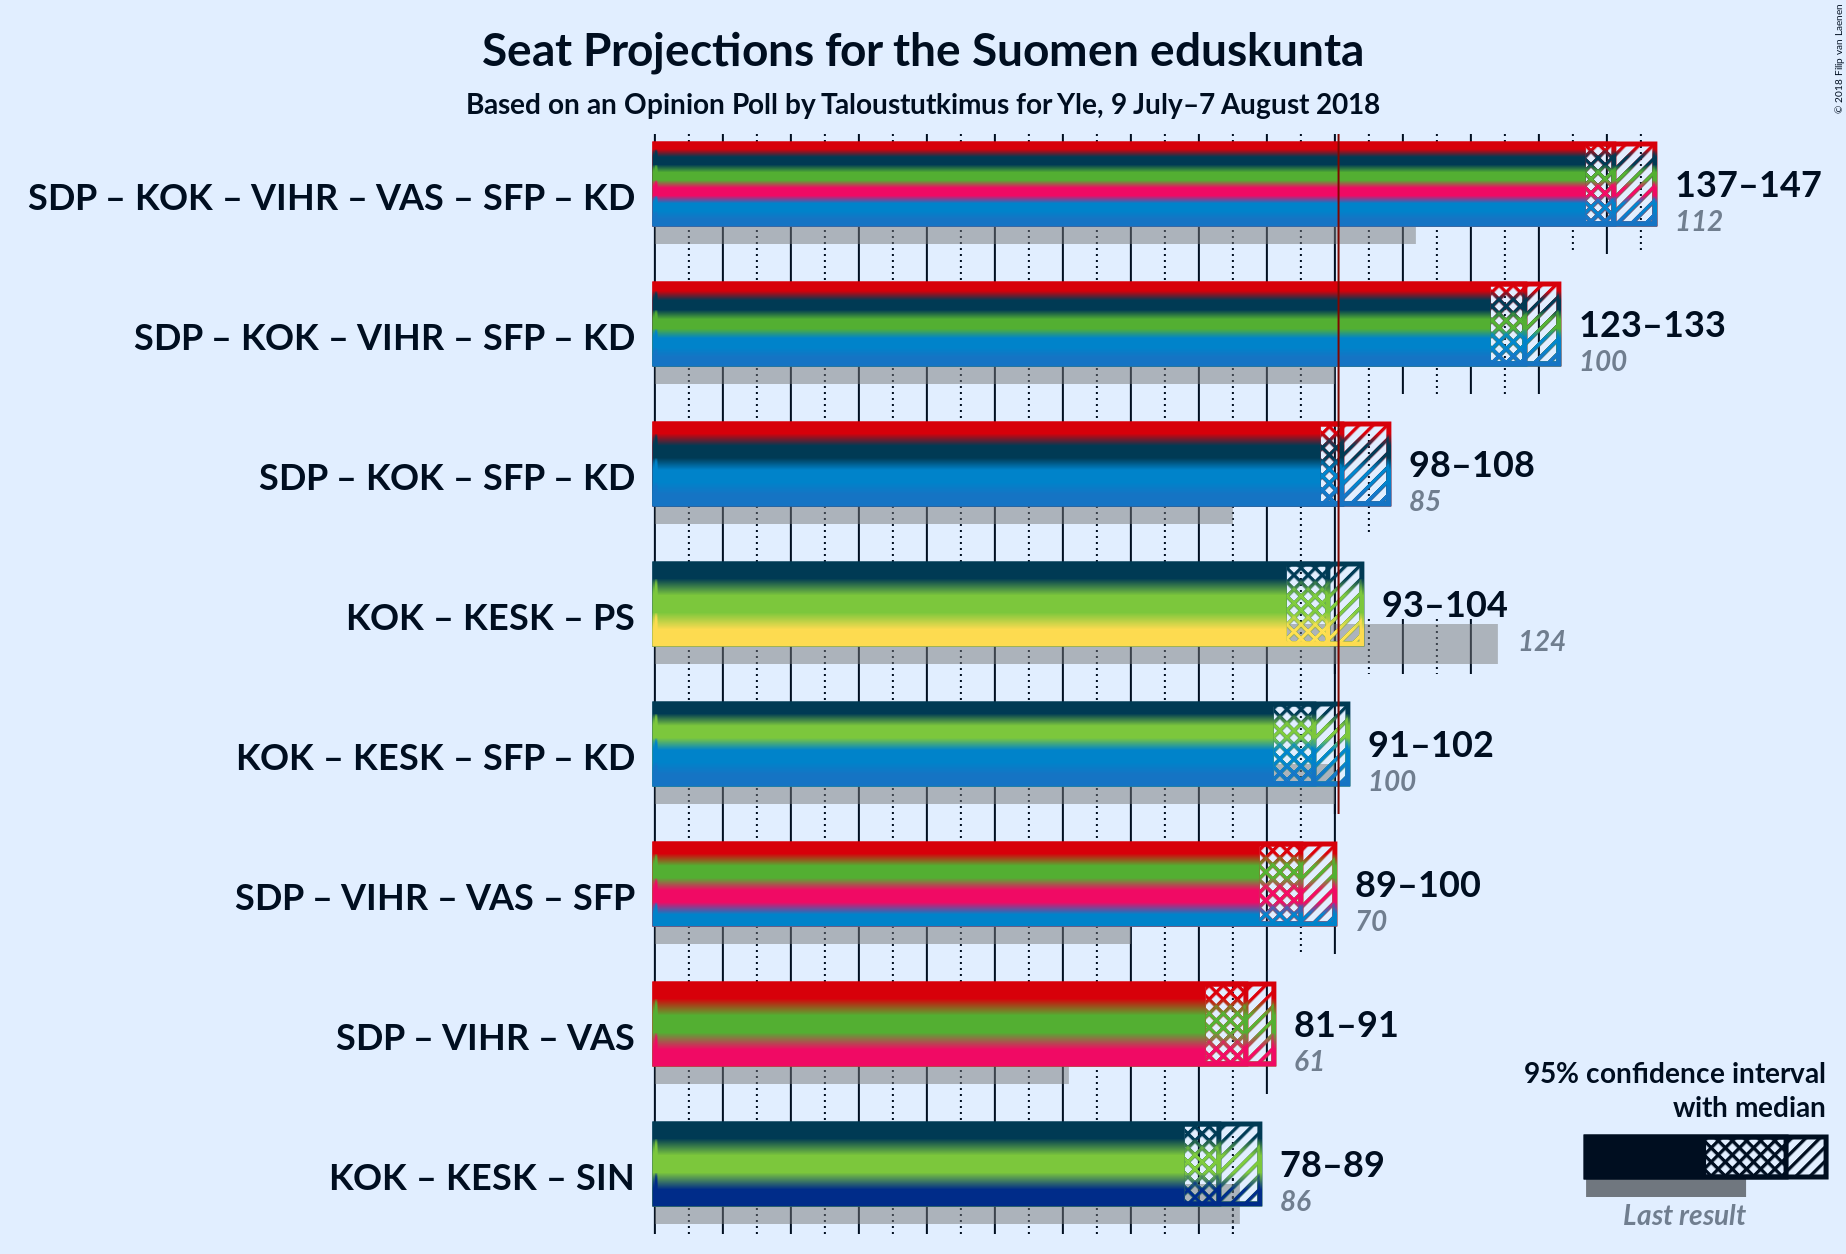 Seat Projections for the Suomen eduskunta
Based on an Opinion Poll by Taloustutkimus for Yle, 9 July–7 August 2018
© 2018 Filip van Laenen
SDP – KOK – VIHR – VAS – SFP – KD
137–147
112
SDP – KOK – VIHR – SFP – KD
123–133
100
SDP – KOK – SFP – KD
98–108
85
KOK – KESK – PS
93–104
124
KOK – KESK – SFP – KD
91–102
100
SDP – VIHR – VAS – SFP
89–100
70
SDP – VIHR – VAS
81–91
61
KOK – KESK – SIN
78–89
86
95% confidence interval
with median
Last result